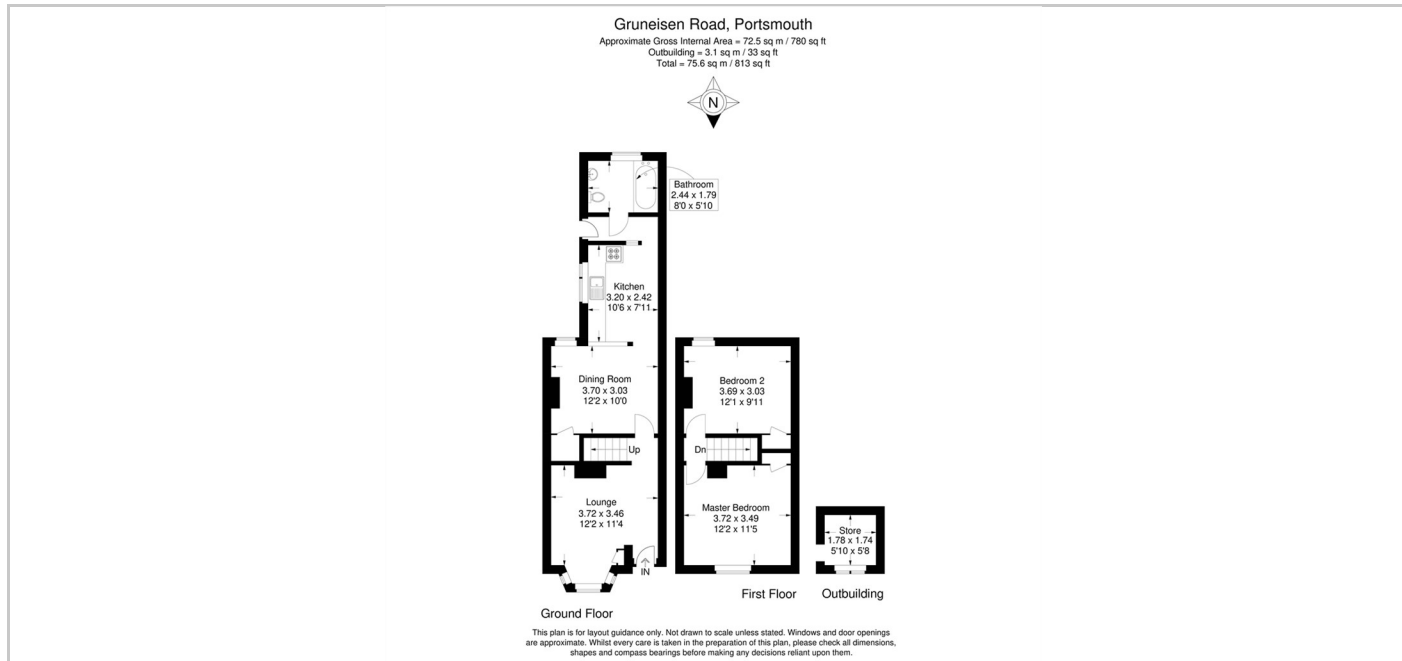 Gruneisen Road, Portsmouth
Approximate Gross Internal Area = 72.5 sq m / 780 sq ft
Outbuilding = 3.1 sq m / 33 sq ft
Total = 75.6 sq m / 813 sq ft
N
Bathroom
2.44 x 1.79
8'0 x 5'10
Kitchen
3.20 x 2.42
10'6 x 7'11
Dining Room
3.70 x 3.03
12'2 x 10'0
Up
Lounge
3.72 x 3.46
12'2 x 11'4
IN
Ground Floor
Bedroom 2
3.69 x 3.03
12'1 x 9'11
Dn
Master Bedroom
3.72 x 3.49
12'2 x 11'5
First Floor
Store
1.78 x 1.74
5'10 x 5'8
Outbuilding
This plan is for layout guidance only. Not drawn to scale unless stated. Windows and door openings
are approximate. Whilst every care is taken in the preparation of this plan, please check all dimensions,
shapes and compass bearings before making any decisions reliant upon them.